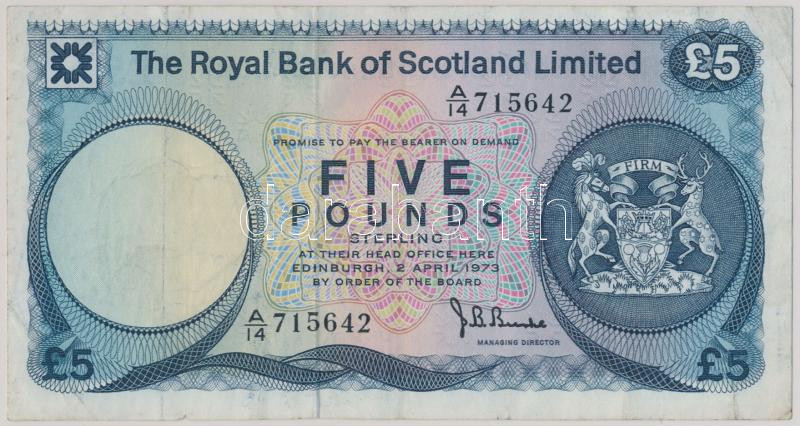 The Royal Bank of Scotland Limited
£5
A/14 715642
PROMISE TO PAY THE BEARER ON DEMAND
FIVE
POUNDS
STERLING
AT THEIR HEAD OFFICE HERE
EDINBURGH, 2 APRIL 1973
BY ORDER OF THE BOARD
FIRM
darabanth
A/14 715642
MANAGING DIRECTOR
£5
£5